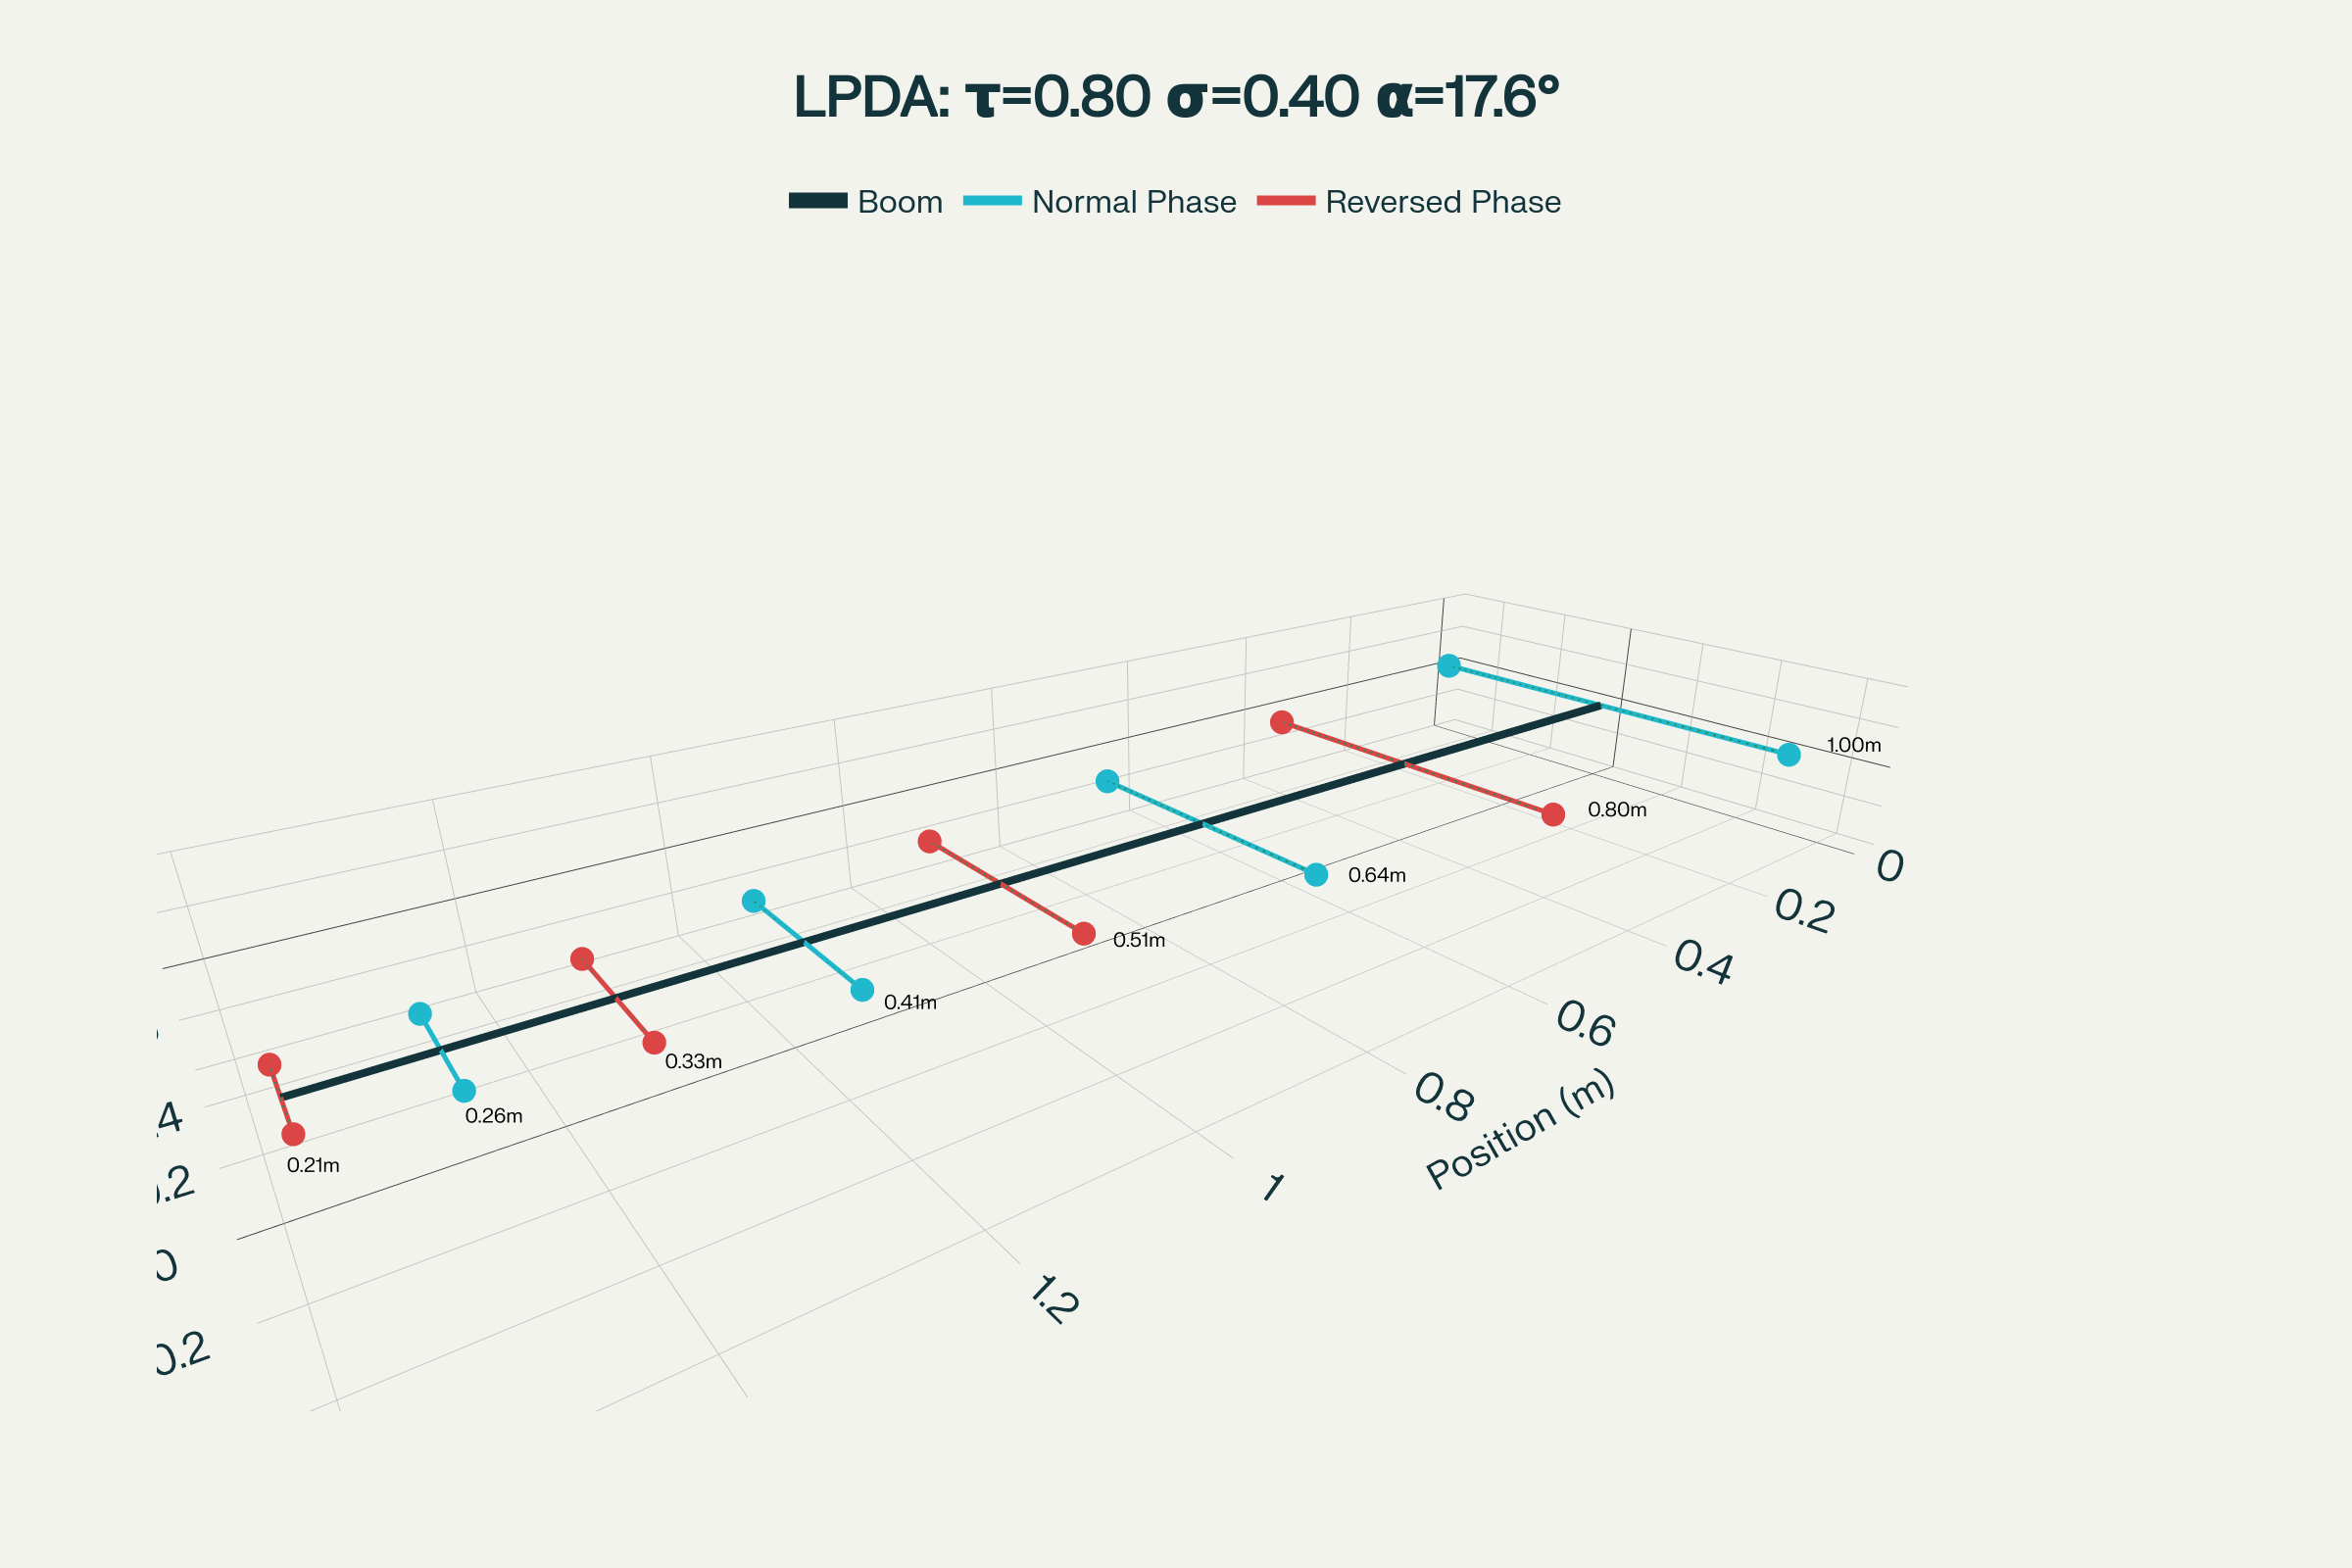 LPDA: τ=0.80 σ=0.40 α=17.6°
Boom
Normal Phase
Reversed Phase
1.00m
0.80m
0.64m
0.51m
0.41m
0.33m
0.26m
0.21m
0
0.2
0.4
0.6
0.8
1
1.2
Position (m)